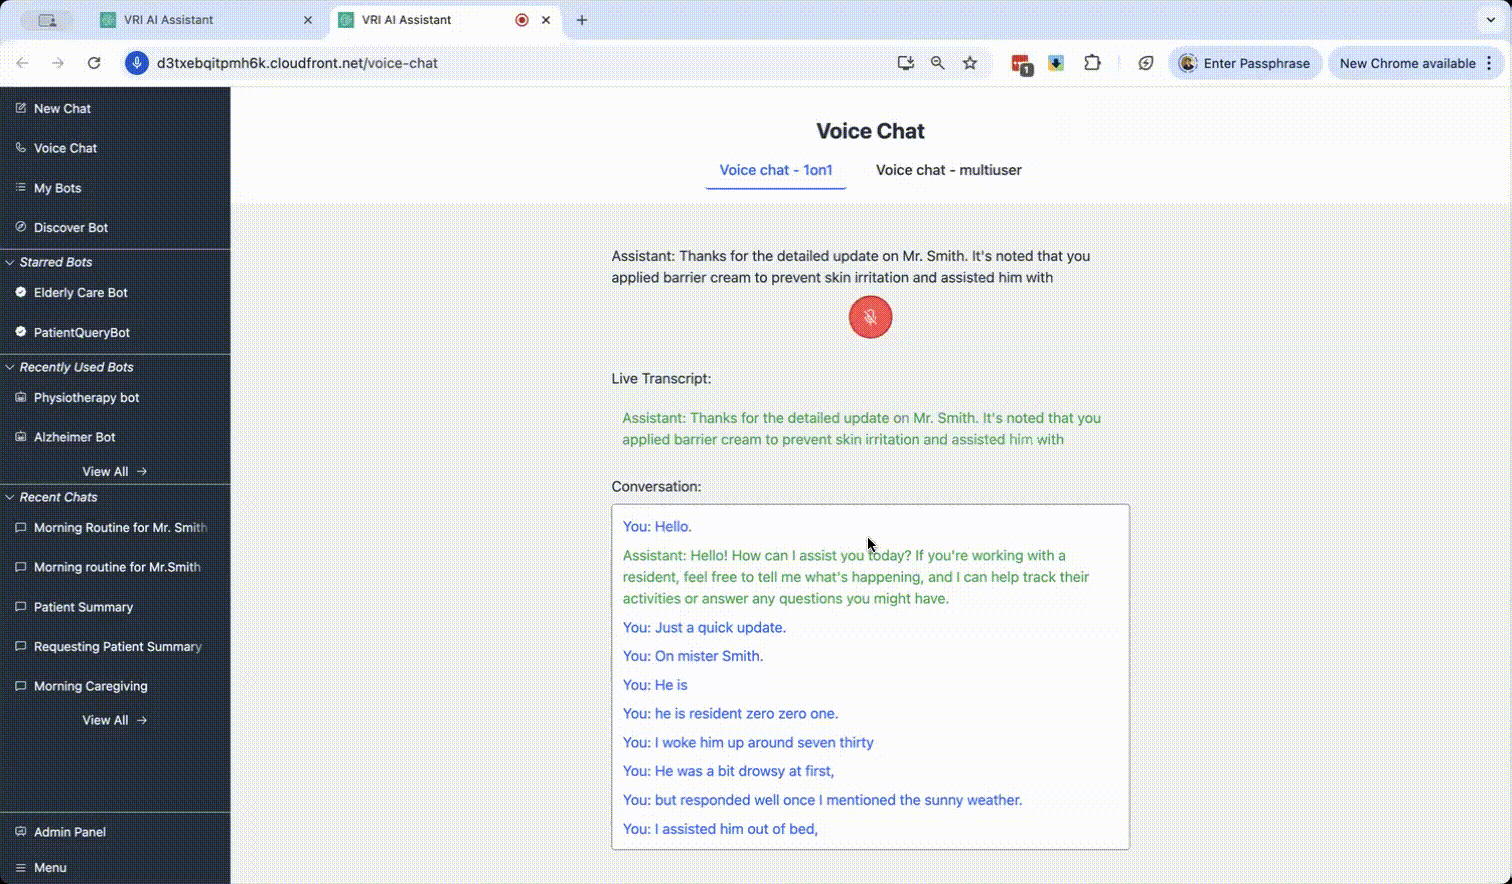 VRI AI Assistant
VRI AI Assistant
d3txebqitpmh6k.cloudfront.net/voice-chat
1
Enter Passphrase
New Chrome available
New Chat
Voice Chat
My Bots
Discover Bot
Starred Bots
Elderly Care Bot
PatientQueryBot
Recently Used Bots
Physiotherapy bot
Alzheimer Bot
View All
Recent Chats
Morning Routine for Mr. Smith
Morning routine for Mr.Smith
Patient Summary
Requesting Patient Summary
Morning Caregiving
View All
Admin Panel
Menu
Voice Chat
Voice chat - 1on1
Voice chat - multiuser
Assistant: Thanks for the detailed update on Mr. Smith. It's noted that you
applied barrier cream to prevent skin irritation and assisted him with
Live Transcript:
Assistant: Thanks for the detailed update on Mr. Smith. It's noted that you
applied barrier cream to prevent skin irritation and assisted him with
Conversation:
You: Hello.
Assistant: Hello! How can I assist you today? If you're working with a
resident, feel free to tell me what's happening, and I can help track their
activities or answer any questions you might have.
You: Just a quick update.
You: On mister Smith.
You: He is
You: he is resident zero zero one.
You: I woke him up around seven thirty
You: He was a bit drowsy at first,
You: but responded well once I mentioned the sunny weather.
You: I assisted him out of bed,